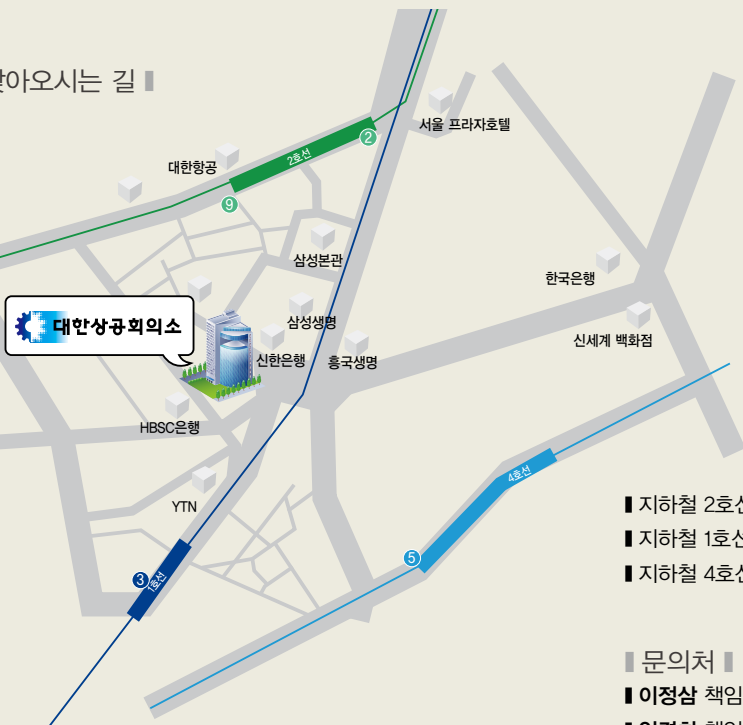 찾아오시는 길
서울 프라자호텔
2호선
2
대한항공
9
삼성본관
한국은행
대한상공회의소
삼성생명
신세계 백화점
신한은행
흥국생명
HBSC은행
4호선
YTN
지하철 2호선
지하철 1호선
5
3
1호선
지하철 4호선
문의처
이정삼 책임